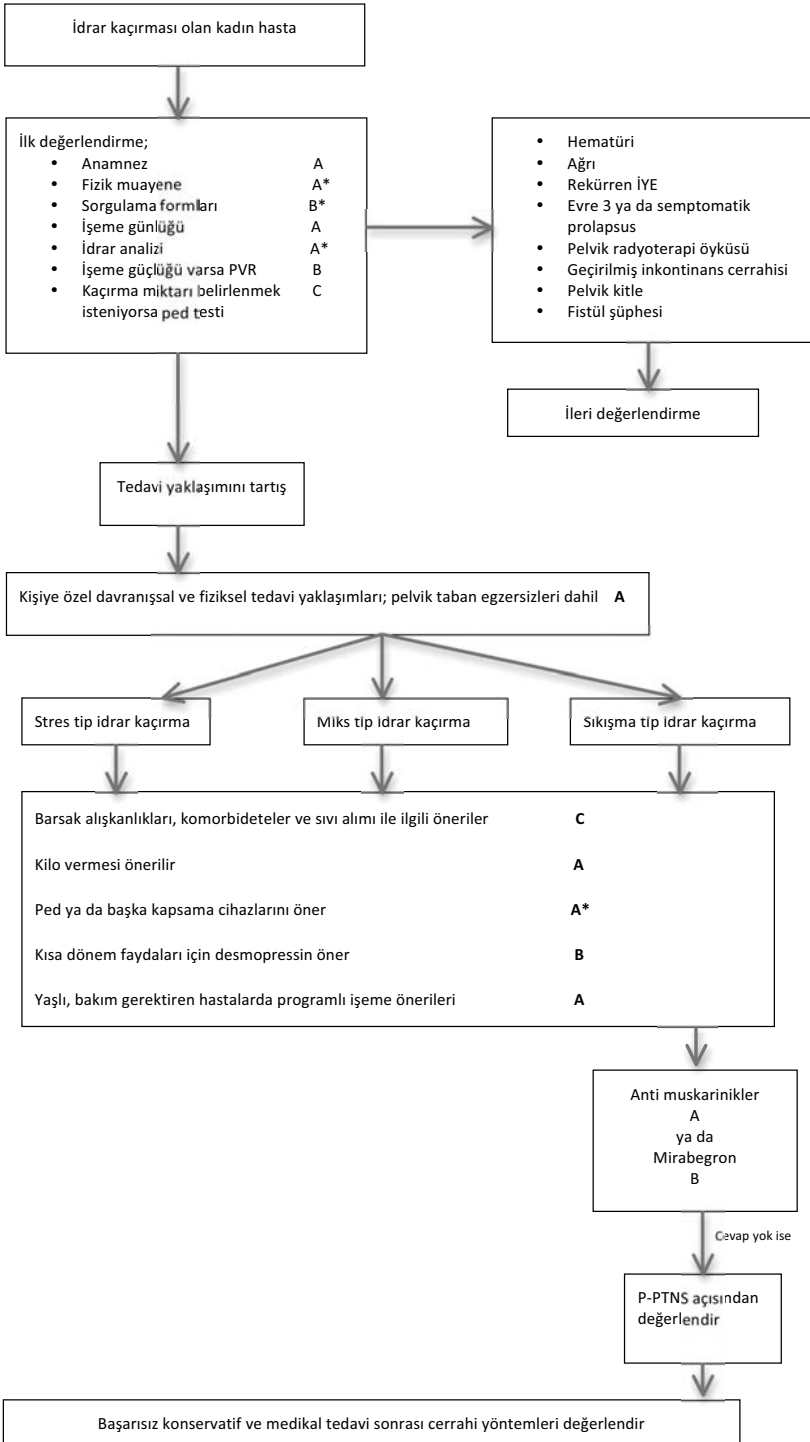 İdrar kaçırması olan kadın hasta
İlk değerlendirme;
• Anamnez A
• Fizik muayene A*
• Sorgulama formları B*
• İşeme günlüğü A
• İdrar analizi A*
• İşeme güçlüğü varsa PVR B
• Kaçırma miktarı belirlenmek C
isteniyorsa ped testi
• Hematüri
• Ağrı
• Rekürren İYE
• Evre 3 ya da semptomatik
prolapsus
• Pelvik radyoterapi öyküsü
• Geçirilmiş inkontinans cerrahisi
• Pelvik kitle
• Fistül şüphesi
İleri değerlendirme
Tedavi yaklaşımını tartış
Kişiye özel davranışsal ve fiziksel tedavi yaklaşımları; pelvik taban egzersizleri dahil A
Stres tip idrar kaçırma
Miks tip idrar kaçırma
Sıkışma tip idrar kaçırma
Barsak alışkanlıkları, komorbideteler ve sıvı alımı ile ilgili öneriler C
Kilo vermesi önerilir A
Ped ya da başka kapsama cihazlarını öner A*
Kısa dönem faydaları için desmopressin öner B
Yaşlı, bakım gerektiren hastalarda programlı işeme önerileri A
Anti muskarinikler
A
ya da
Mirabegron
B
Cevap yok ise
P-PTNS açısından
değerlendir
Başarısız konservatif ve medikal tedavi sonrası cerrahi yöntemleri değerlendir